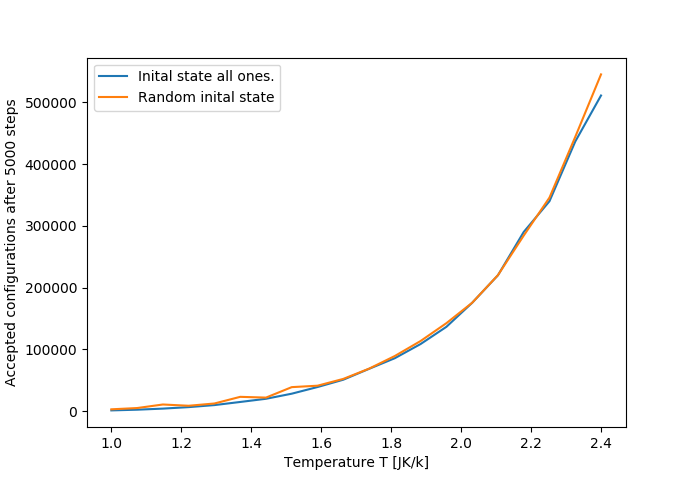 Inital state all ones.
Random inital state
500000
400000
300000
200000
100000
0
Accepted configurations after 5000 steps
1.0 1.2 1.4 1.6 1.8 2.0 2.2 2.4
Temperature T [JK/k]